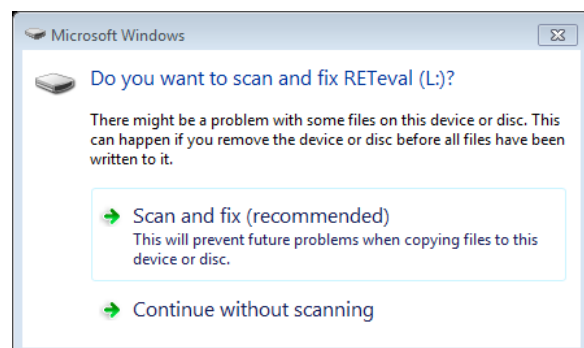 Microsoft Windows
Do you want to scan and fix RETeval (L:)?
There might be a problem with some files on this device or disc. This
can happen if you remove the device or disc before all files have been
written to it.
Scan and fix (recommended)
This will prevent future problems when copying files to this
device or disc.
Continue without scanning